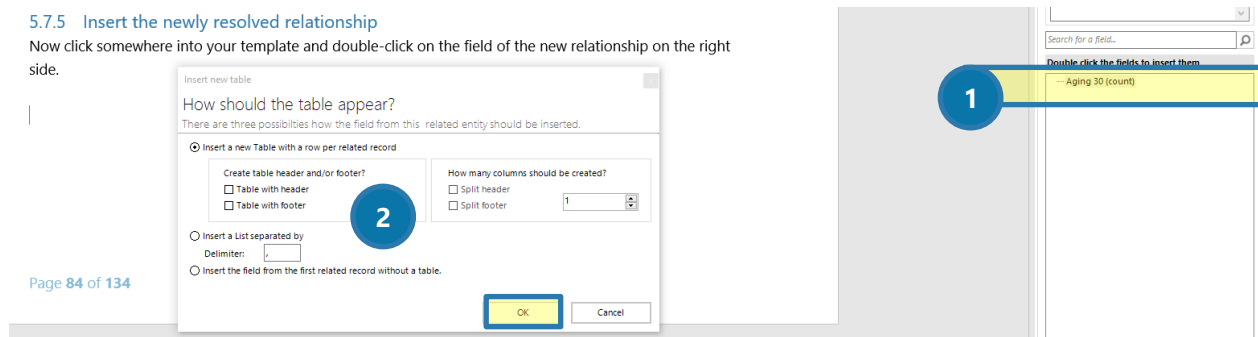 5.7.5 Insert the newly resolved relationship
Now click somewhere into your template and double-click on the field of the new relationship on the right
side.
Insert new table
How should the table appear?
There are three possibilties how the field from this related entity should be inserted.
Insert a new Table with a row per related record
Create table header and/or footer?
Table with header
Table with footer
How many columns should be created?
Split header
Split footer
1
2
Insert a List separated by
Delimiter: ,
Insert the field from the first related record without a table.
OK
Cancel
Page 84 of 134
Search for a field...
Double click the fields to insert them
1
Aging 30 (count)